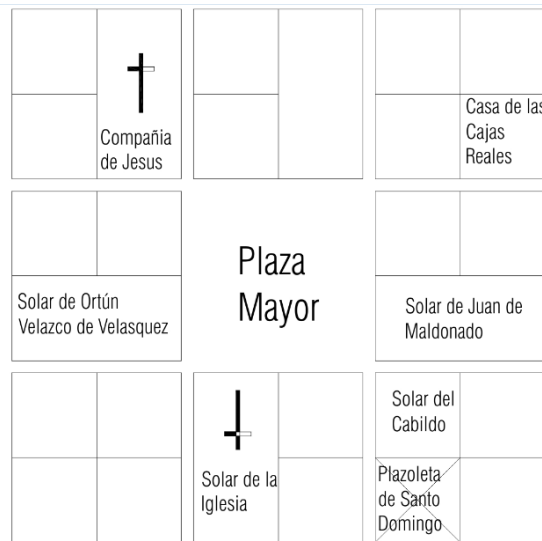 Compañia
de Jesus
Casa de las
Cajas
Reales
Plaza
Mayor
Solar de Ortún
Velazco de Velasquez
Solar de Juan de
Maldonado
Solar de la
Iglesia
Solar del
Cabildo
Plazoleta
de Santo
Domingo